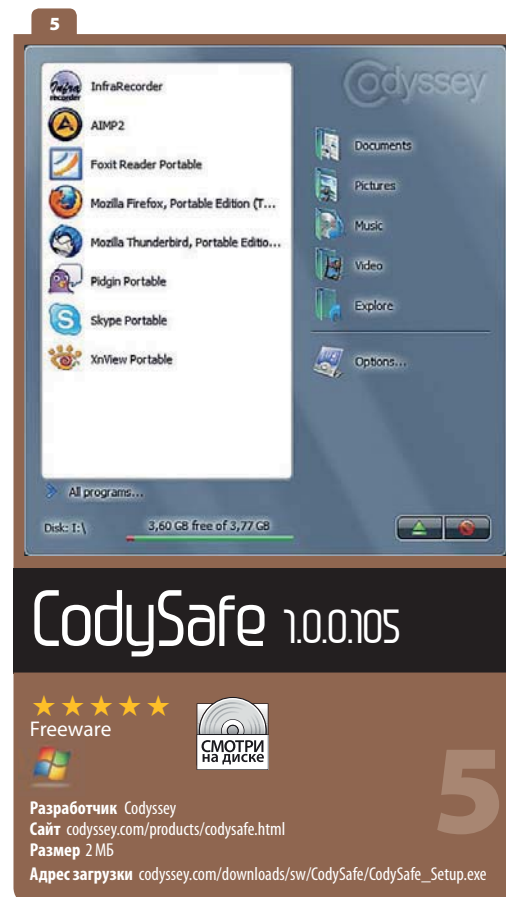 5
Odyssey
Infra recorder
InfraRecorder
AIMP2
Foxit Reader Portable
Mozilla Firefox, Portable Edition (T...
Mozilla Thunderbird, Portable Editio...
Pidgin Portable
Skype Portable
XnView Portable
Documents
Pictures
Music
Video
Explore
Options...
All programs...
Disk: I:\
3,60 GB free of 3,77 GB
CodySafe 1.0.0.105
Freeware
СМОТРИ
на диске
5
Разработчик Codyssey
Сайт codyssey.com/products/codysafe.html
Размер 2 МБ
Адрес загрузки codyssey.com/downloads/sw/CodySafe/CodySafe_Setup.exe